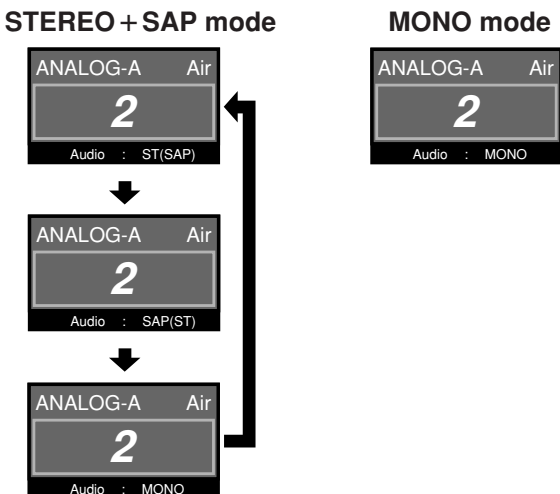 STEREO+SAP mode
ANALOG-A Air
2
Audio : ST(SAP)
ANALOG-A Air
2
Audio : SAP(ST)
ANALOG-A Air
2
Audio : MONO
MONO mode
ANALOG-A Air
2
Audio : MONO